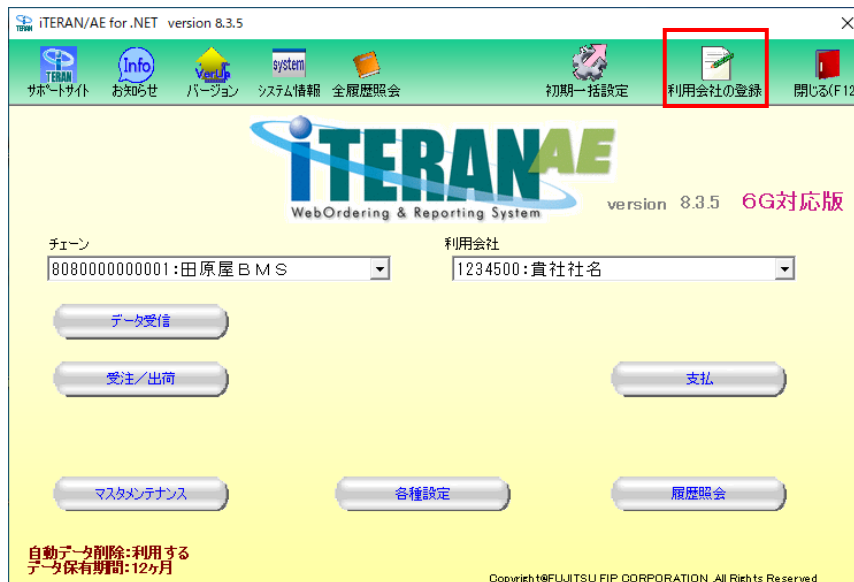 iTERAN/AE for .NET version 8.3.5
サポートサイト お知らせ バージョン システム情報 全履歴照会 初期一括設定 利用会社の登録 閉じる(F12
TERAN Info VerUp system
iTERAN AE
WebOrdering & Reporting System
version 8.3.5 6G対応版
チェーン 利用会社
8080000000001:田原屋BMS 1234500:貴社社名
データ受信
受注/出荷 支払
マスタメンテナンス 各種設定 履歴照会
自動データ削除:利用する
データ保有期間:12ヶ月
Copyright@FUJITSU FIP CORPORATION All Rights Reserved